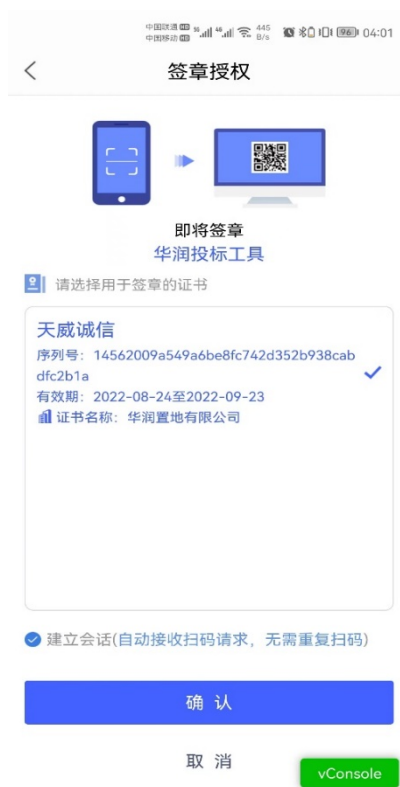 中国联通 HD 5G 4G 445
中国移动 HD B/s 96 04:01
签章授权
即将签章
华润投标工具
请选择用于签章的证书
天威诚信
序列号：14562009a549a6be8fc742d352b938cab
dfc2b1a
有效期：2022-08-24至2022-09-23
证书名称：华润置地有限公司
建立会话(自动接收扫码请求，无需重复扫码)
确 认
取 消
vConsole